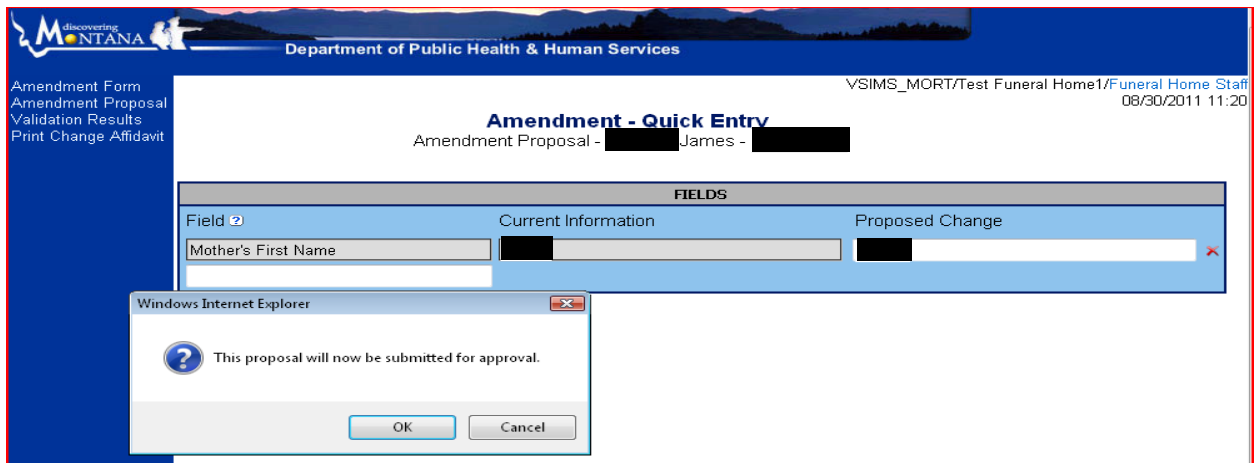 discovering
MONTANA
Department of Public Health & Human Services
Amendment Form
Amendment Proposal
Validation Results
Print Change Affidavit
VSIMS_MORT/Test Funeral Home1/Funeral Home Staff
08/30/2011 11:20
Amendment - Quick Entry
Amendment Proposal - James -
FIELDS
Field ? Current Information Proposed Change
Mother's First Name
Windows Internet Explorer
This proposal will now be submitted for approval.
OK Cancel